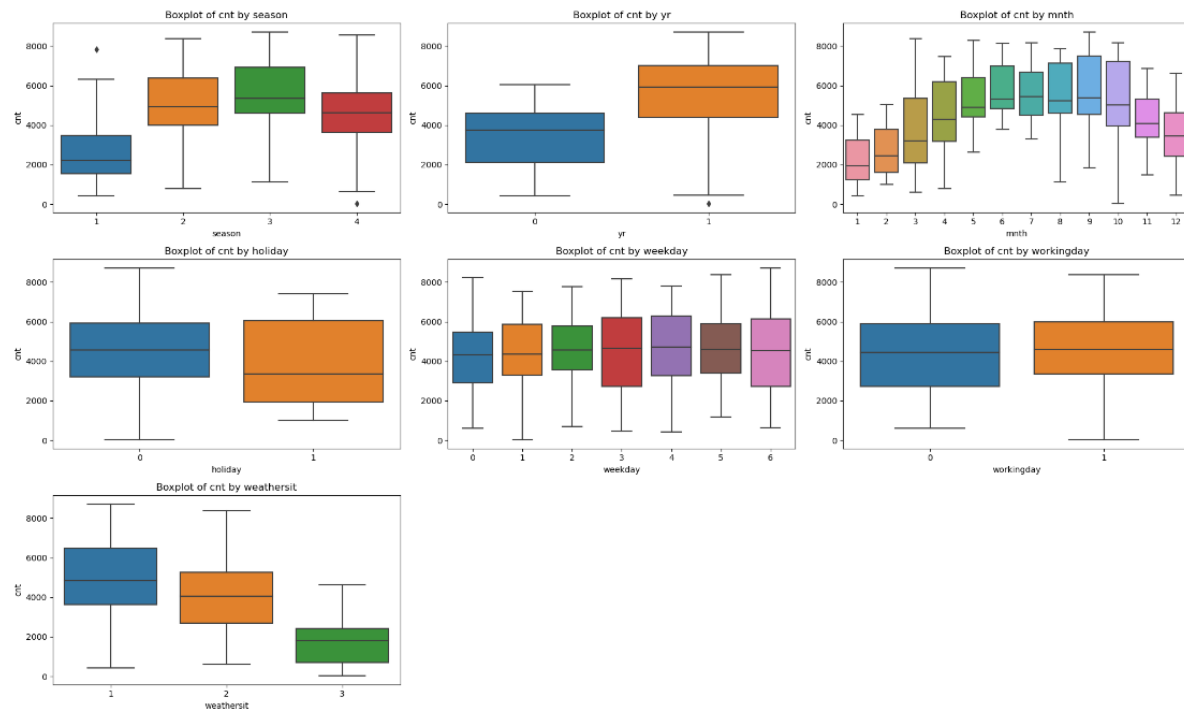 Boxplot of cnt by season
8000
6000
4000
2000
0
cnt
1 2 3 4
season
Boxplot of cnt by yr
8000
6000
4000
2000
0
cnt
0 1
yr
Boxplot of cnt by mnth
8000
6000
4000
2000
0
cnt
1 2 3 4 5 6 7 8 9 10 11 12
mnth
Boxplot of cnt by holiday
8000
6000
4000
2000
0
cnt
0 1
holiday
Boxplot of cnt by weekday
8000
6000
4000
2000
0
cnt
0 1 2 3 4 5 6
weekday
Boxplot of cnt by workingday
8000
6000
4000
2000
0
cnt
0 1
workingday
Boxplot of cnt by weathersit
8000
6000
4000
2000
0
cnt
1 2 3
weathersit